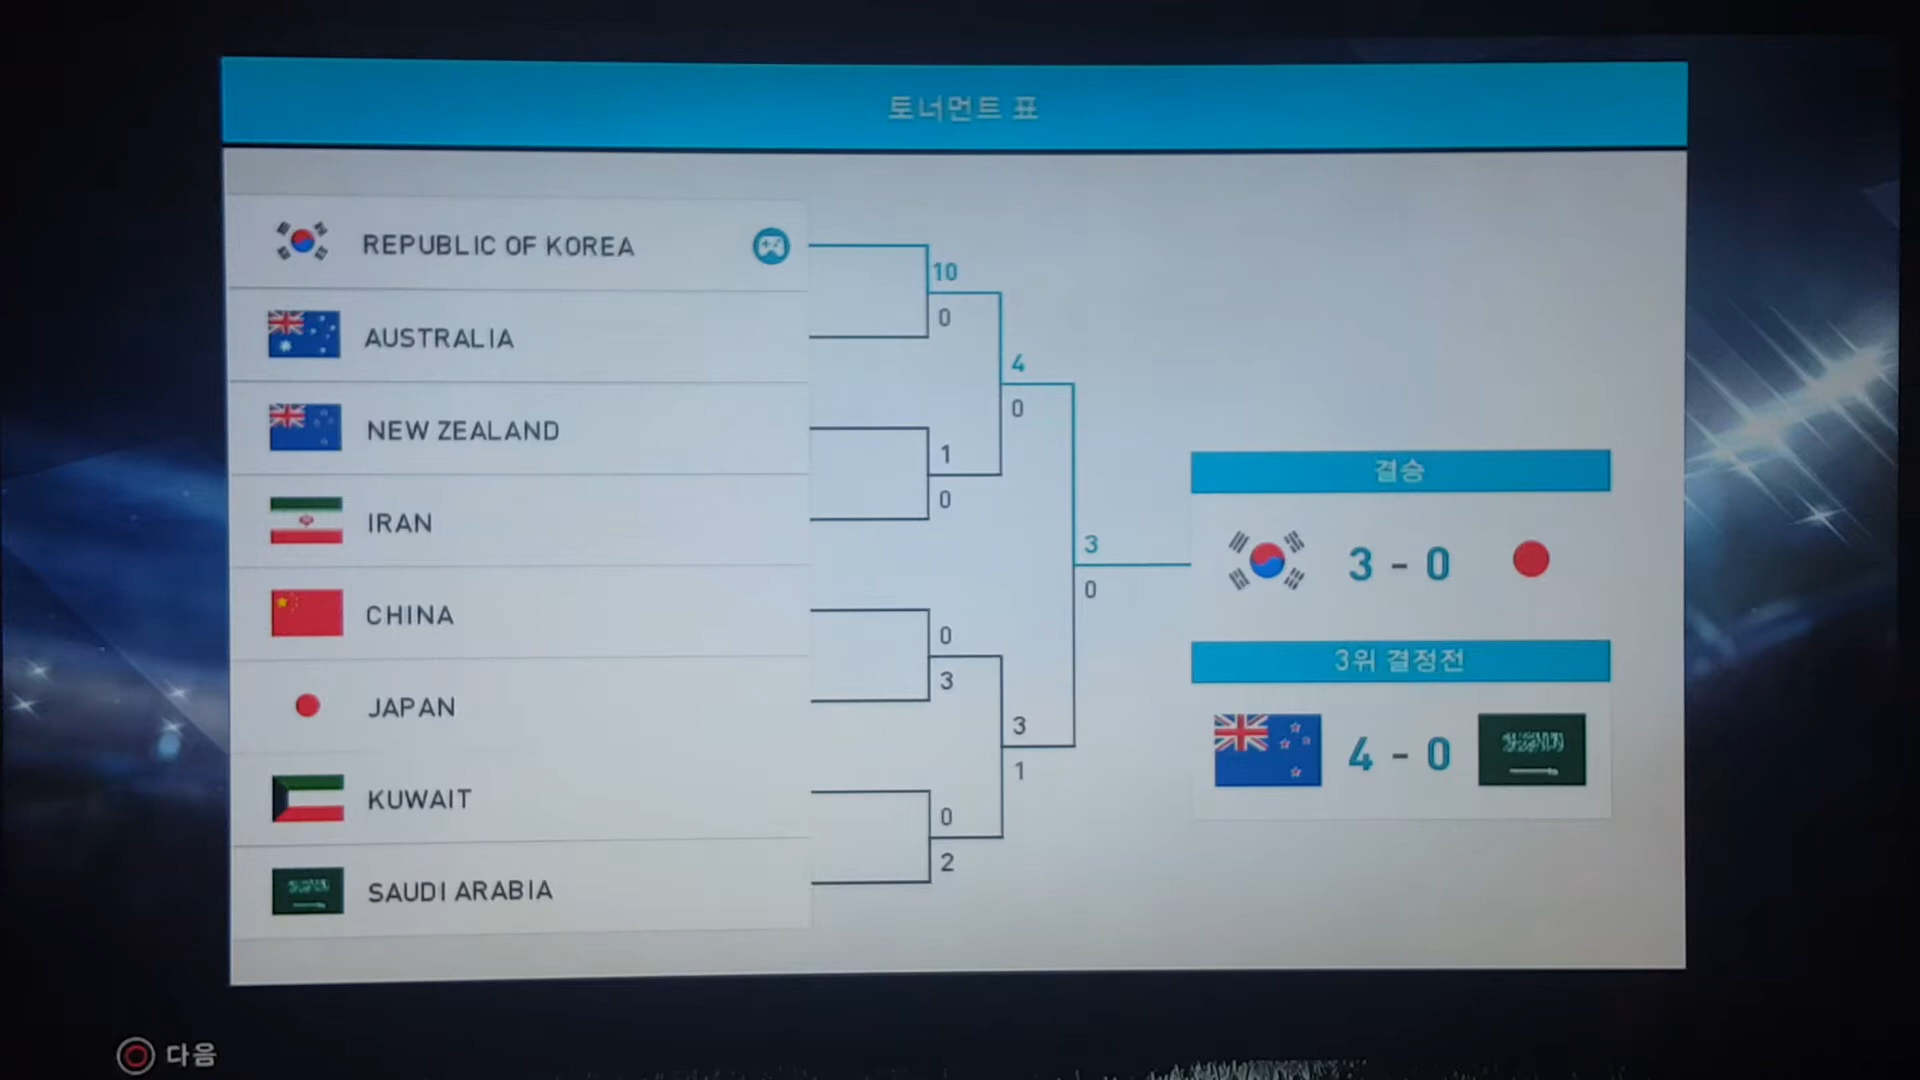 토너먼트 표
REPUBLIC OF KOREA
AUSTRALIA
NEW ZEALAND
IRAN
CHINA
JAPAN
KUWAIT
SAUDI ARABIA
10
0
1
0
0
3
0
2
4
0
3
1
3
0
결승
3 - 0
3위 결정전
4 - 0
다음